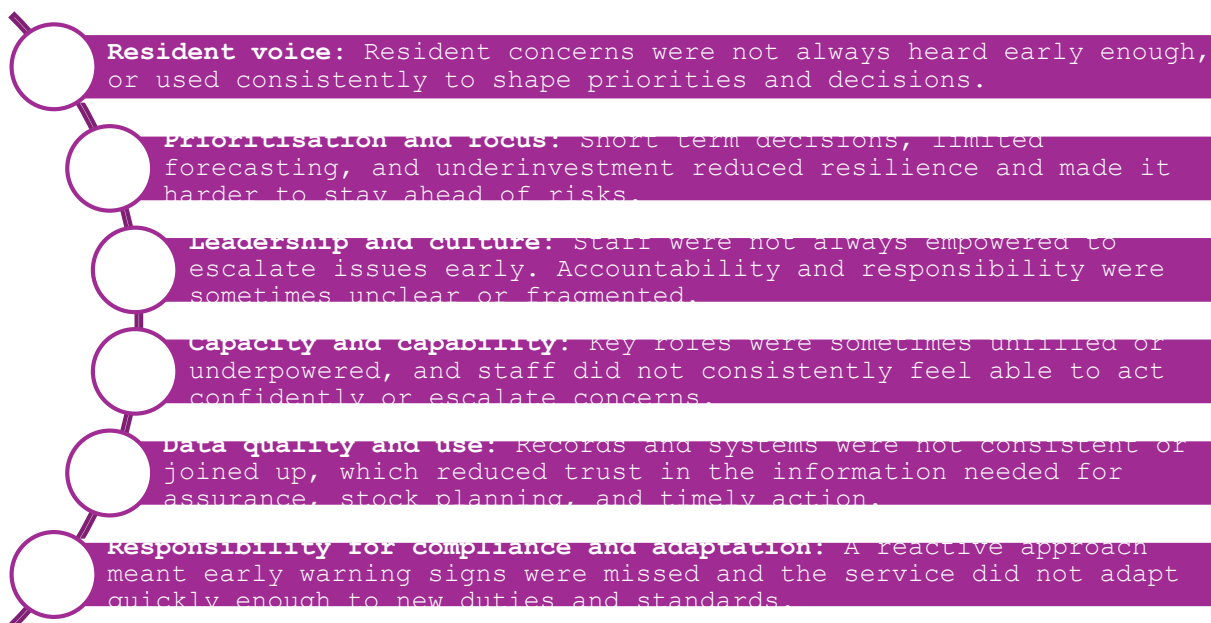 Resident voice: Resident concerns were not always heard early enough,
or used consistently to shape priorities and decisions.
Prioritisation and focus: Short term decisions, limited
forecasting, and underinvestment reduced resilience and made it
harder to stay ahead of risks.
Leadership and culture: Staff were not always empowered to
escalate issues early. Accountability and responsibility were
sometimes unclear or fragmented.
Capacity and capability: Key roles were sometimes unfilled or
underpowered, and staff did not consistently feel able to act
confidently or escalate concerns.
Data quality and use: Records and systems were not consistent or
joined up, which reduced trust in the information needed for
assurance, stock planning, and timely action.
Responsibility for compliance and adaptation: A reactive approach
meant early warning signs were missed and the service did not adapt
quickly enough to new duties and standards.